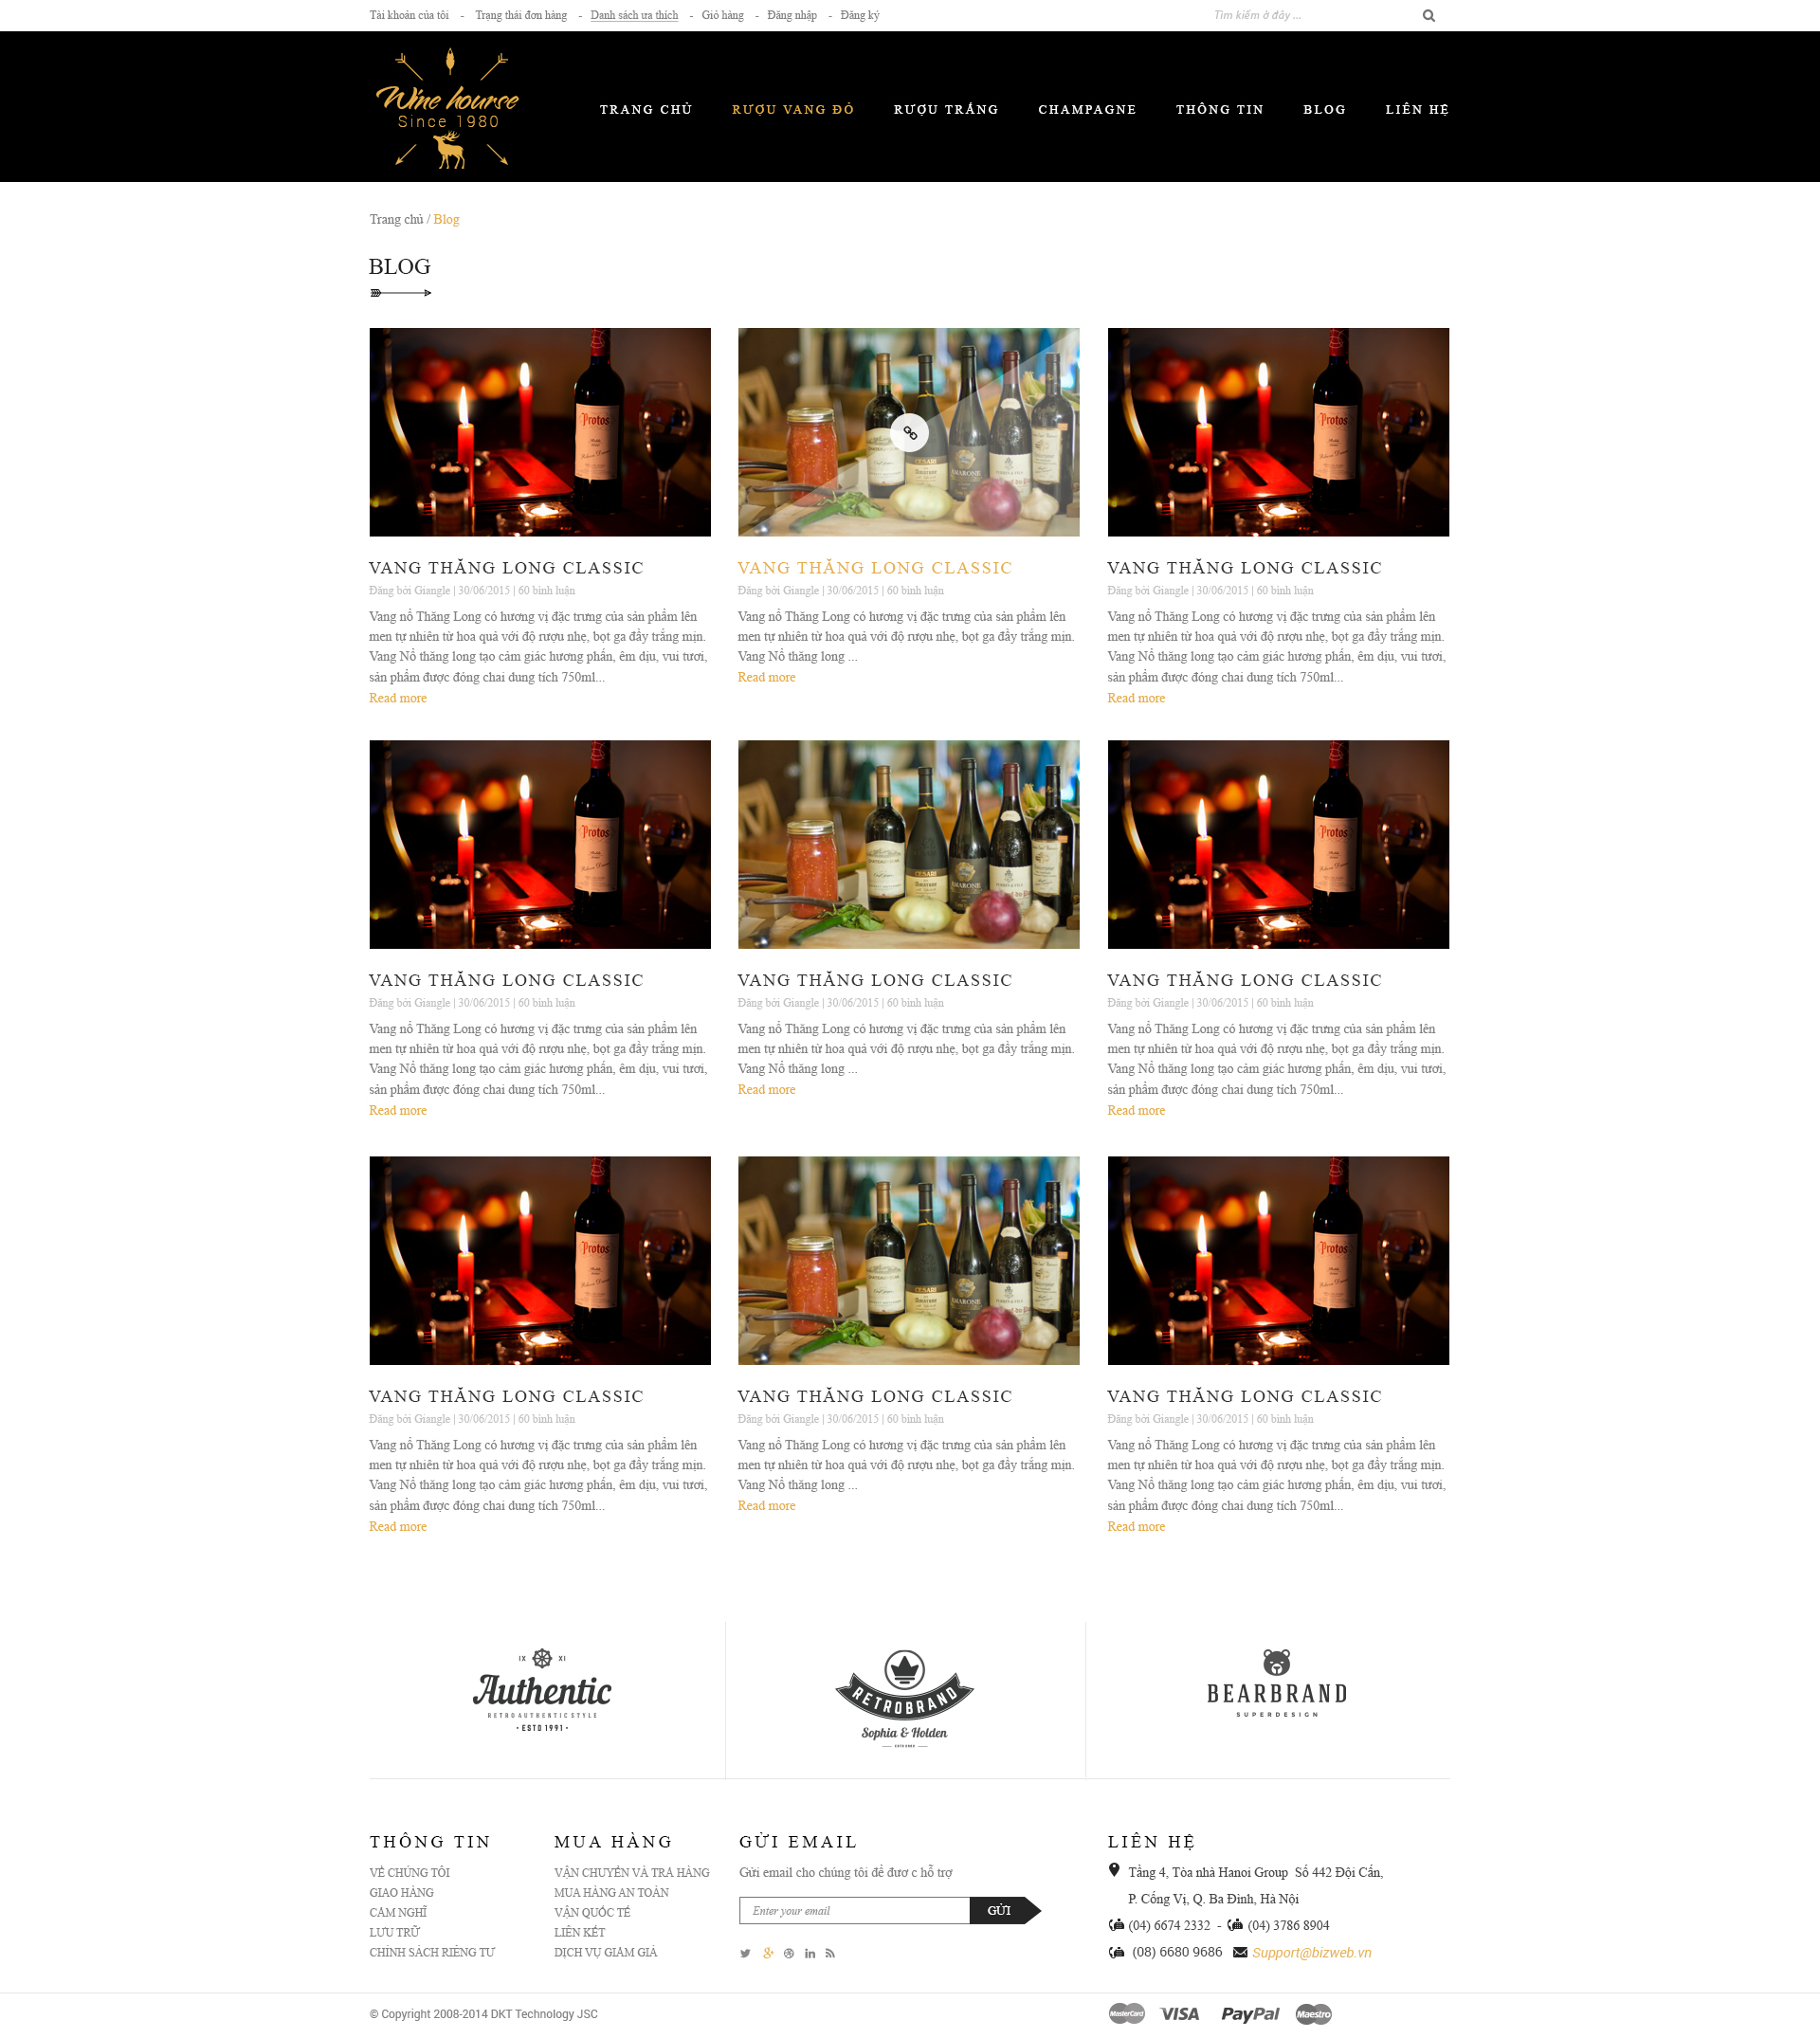 Tài khoản của tôi - Trạng thái đơn hàng - Danh sách ưa thích - Giỏ hàng - Đăng nhập - Đăng ký
Tìm kiếm ở đây ...
Wine hourse
Since 1980
TRANG CHỦ RƯỢU VANG ĐỎ RƯỢU TRẮNG CHAMPAGNE THÔNG TIN BLOG LIÊN HỆ
Trang chủ / Blog
BLOG
VANG THĂNG LONG CLASSIC
Đăng bởi Giangle | 30/06/2015 | 60 bình luận
Vang nổ Thăng Long có hương vị đặc trưng của sản phẩm lên
men tự nhiên từ hoa quả với độ rượu nhẹ, bọt ga đầy trắng mịn.
Vang Nổ thăng long tạo cảm giác hương phấn, êm dịu, vui tươi,
sản phẩm được đóng chai dung tích 750ml...
Read more
VANG THĂNG LONG CLASSIC
Đăng bởi Giangle | 30/06/2015 | 60 bình luận
Vang nổ Thăng Long có hương vị đặc trưng của sản phẩm lên
men tự nhiên từ hoa quả với độ rượu nhẹ, bọt ga đầy trắng mịn.
Vang Nổ thăng long ...
Read more
VANG THĂNG LONG CLASSIC
Đăng bởi Giangle | 30/06/2015 | 60 bình luận
Vang nổ Thăng Long có hương vị đặc trưng của sản phẩm lên
men tự nhiên từ hoa quả với độ rượu nhẹ, bọt ga đầy trắng mịn.
Vang Nổ thăng long tạo cảm giác hương phấn, êm dịu, vui tươi,
sản phẩm được đóng chai dung tích 750ml...
Read more
VANG THĂNG LONG CLASSIC
Đăng bởi Giangle | 30/06/2015 | 60 bình luận
Vang nổ Thăng Long có hương vị đặc trưng của sản phẩm lên
men tự nhiên từ hoa quả với độ rượu nhẹ, bọt ga đầy trắng mịn.
Vang Nổ thăng long tạo cảm giác hương phấn, êm dịu, vui tươi,
sản phẩm được đóng chai dung tích 750ml...
Read more
VANG THĂNG LONG CLASSIC
Đăng bởi Giangle | 30/06/2015 | 60 bình luận
Vang nổ Thăng Long có hương vị đặc trưng của sản phẩm lên
men tự nhiên từ hoa quả với độ rượu nhẹ, bọt ga đầy trắng mịn.
Vang Nổ thăng long ...
Read more
VANG THĂNG LONG CLASSIC
Đăng bởi Giangle | 30/06/2015 | 60 bình luận
Vang nổ Thăng Long có hương vị đặc trưng của sản phẩm lên
men tự nhiên từ hoa quả với độ rượu nhẹ, bọt ga đầy trắng mịn.
Vang Nổ thăng long tạo cảm giác hương phấn, êm dịu, vui tươi,
sản phẩm được đóng chai dung tích 750ml...
Read more
VANG THĂNG LONG CLASSIC
Đăng bởi Giangle | 30/06/2015 | 60 bình luận
Vang nổ Thăng Long có hương vị đặc trưng của sản phẩm lên
men tự nhiên từ hoa quả với độ rượu nhẹ, bọt ga đầy trắng mịn.
Vang Nổ thăng long tạo cảm giác hương phấn, êm dịu, vui tươi,
sản phẩm được đóng chai dung tích 750ml...
Read more
VANG THĂNG LONG CLASSIC
Đăng bởi Giangle | 30/06/2015 | 60 bình luận
Vang nổ Thăng Long có hương vị đặc trưng của sản phẩm lên
men tự nhiên từ hoa quả với độ rượu nhẹ, bọt ga đầy trắng mịn.
Vang Nổ thăng long ...
Read more
VANG THĂNG LONG CLASSIC
Đăng bởi Giangle | 30/06/2015 | 60 bình luận
Vang nổ Thăng Long có hương vị đặc trưng của sản phẩm lên
men tự nhiên từ hoa quả với độ rượu nhẹ, bọt ga đầy trắng mịn.
Vang Nổ thăng long tạo cảm giác hương phấn, êm dịu, vui tươi,
sản phẩm được đóng chai dung tích 750ml...
Read more
IX XI
Authentic
RETROAUTHENTICSTYLE
- ESTD 1991 -
RETROBRAND
Sophia & Holden
BEARBRAND
SUPERDESIGN
THÔNG TIN
VỀ CHÚNG TÔI
GIAO HÀNG
CẢM NGHĨ
LƯU TRỮ
CHÍNH SÁCH RIÊNG TƯ
MUA HÀNG
VẬN CHUYỂN VÀ TRẢ HÀNG
MUA HÀNG AN TOÀN
VẬN QUỐC TẾ
LIÊN KẾT
DỊCH VỤ GIẢM GIÁ
GỬI EMAIL
Gửi email cho chúng tôi để đươ c hỗ trợ
Enter your email
GỬI
LIÊN HỆ
Tầng 4, Tòa nhà Hanoi Group Số 442 Đội Cấn,
P. Cống Vị, Q. Ba Đình, Hà Nội
(04) 6674 2332 - (04) 3786 8904
(08) 6680 9686 Support@bizweb.vn
© Copyright 2008-2014 DKT Technology JSC
MasterCard VISA PayPal Maestro